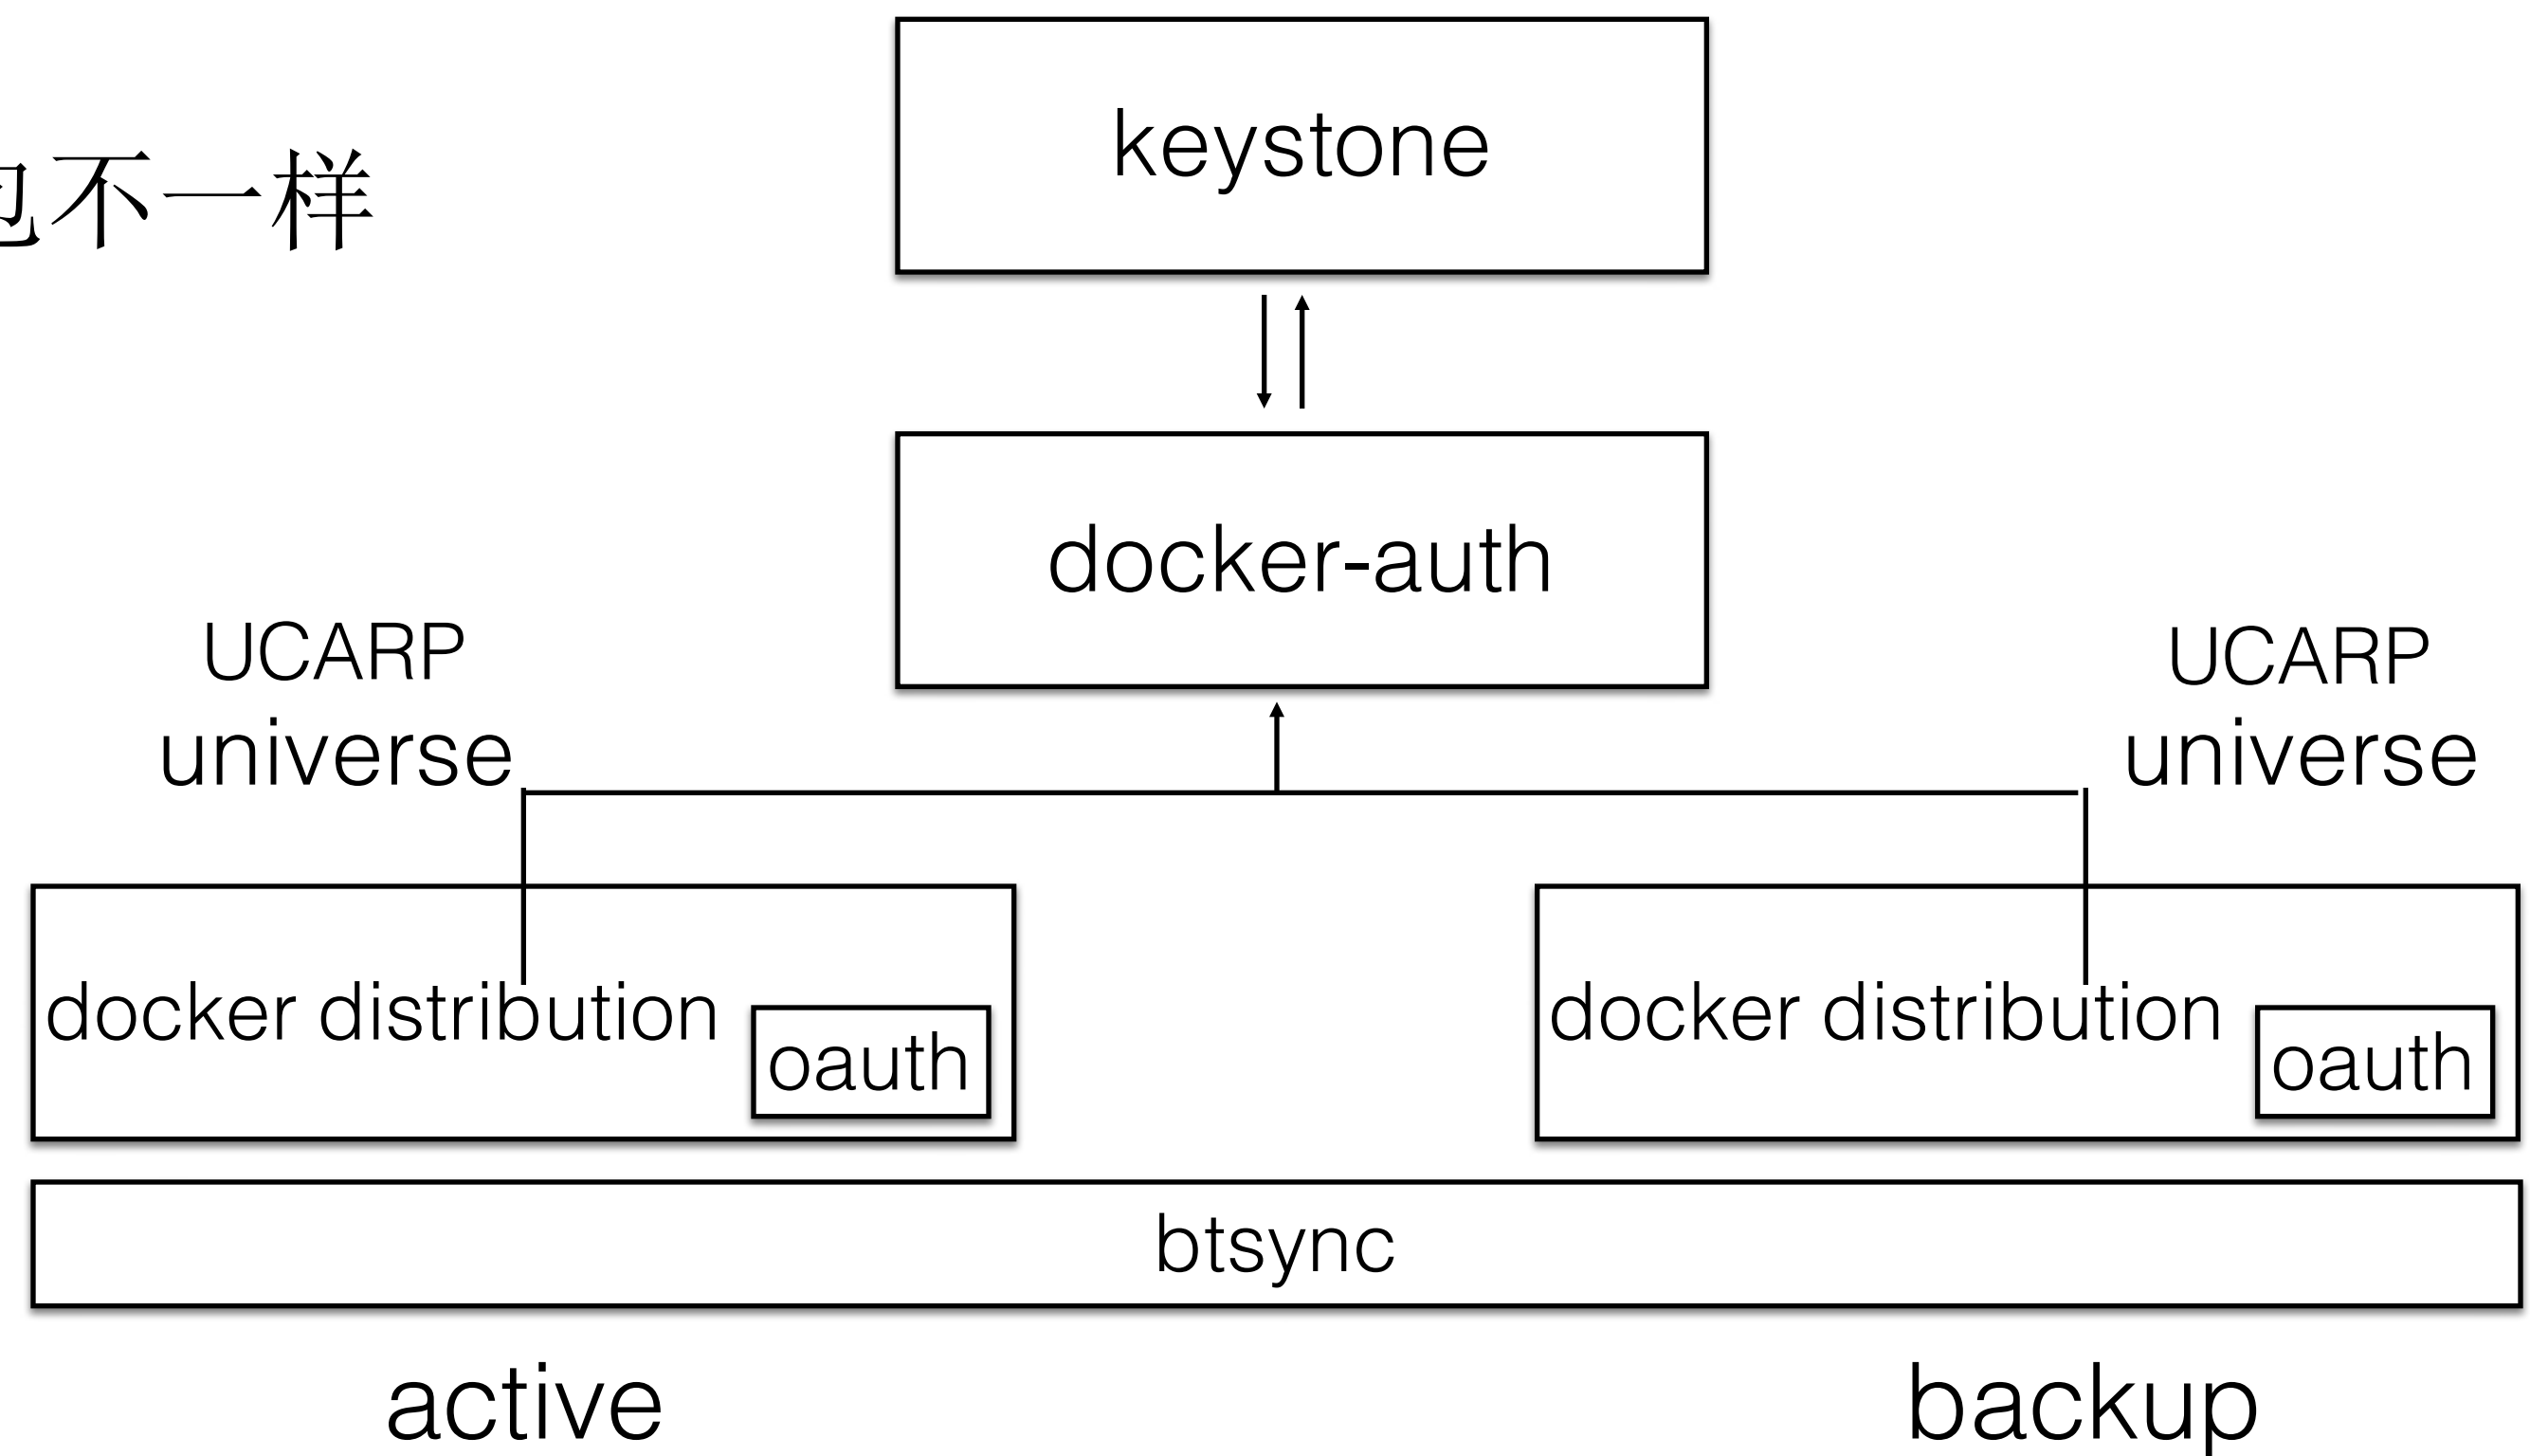 包不一样
keystone
docker-auth
UCARP
universe
UCARP
universe
docker distribution
oauth
docker distribution
oauth
btsync
active
backup